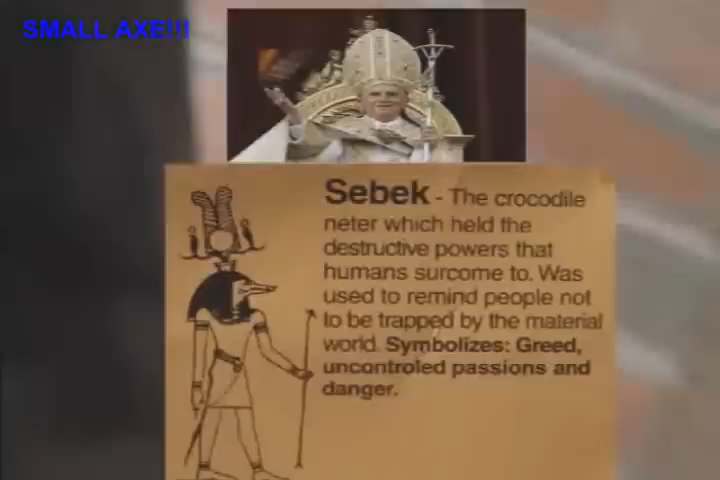 SMALL AXE!!!
Sebek - The crocodile
neter which held the
destructive powers that
humans surcome to. Was
used to remind people not
to be trapped by the material
world. Symbolizes: Greed,
uncontroled passions and
danger.